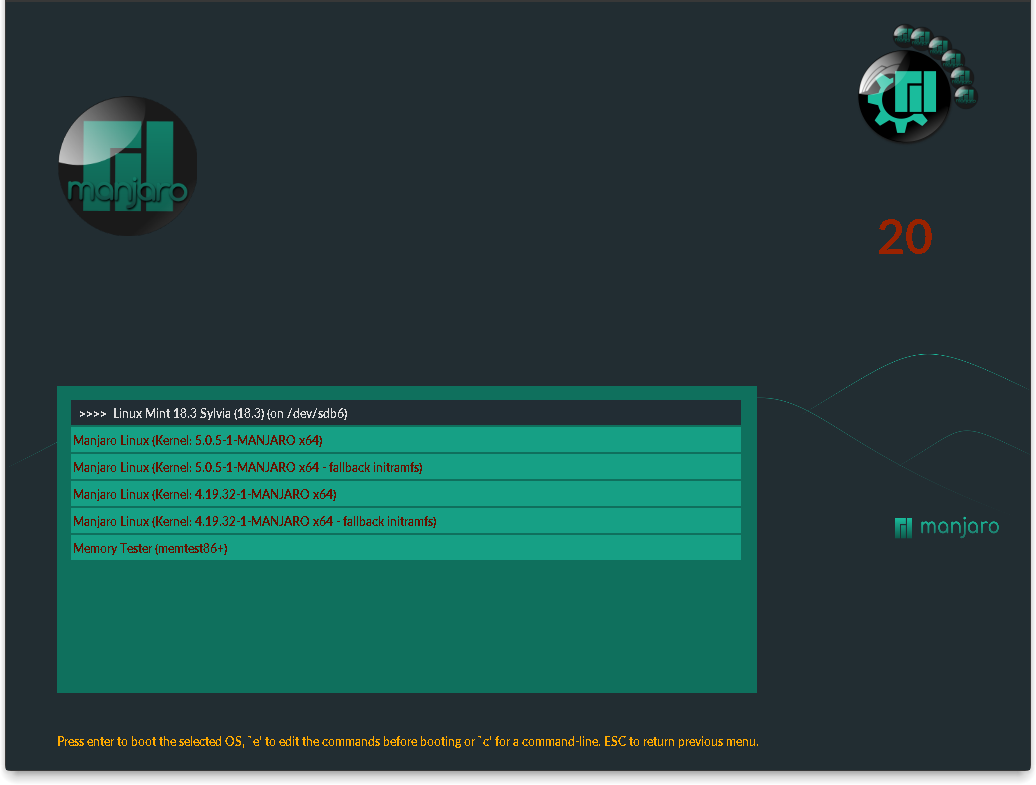 manjaro
20
>>>> Linux Mint 18.3 Sylvia (18.3) (on /dev/sdb6)
Manjaro Linux (Kernel: 5.0.5-1-MANJARO x64)
Manjaro Linux (Kernel: 5.0.5-1-MANJARO x64 - fallback initramfs)
Manjaro Linux (Kernel: 4.19.32-1-MANJARO x64)
Manjaro Linux (Kernel: 4.19.32-1-MANJARO x64 - fallback initramfs)
Memory Tester (memtest86+)
manjaro
Press enter to boot the selected OS, `e' to edit the commands before booting or `c' for a command-line. ESC to return previous menu.